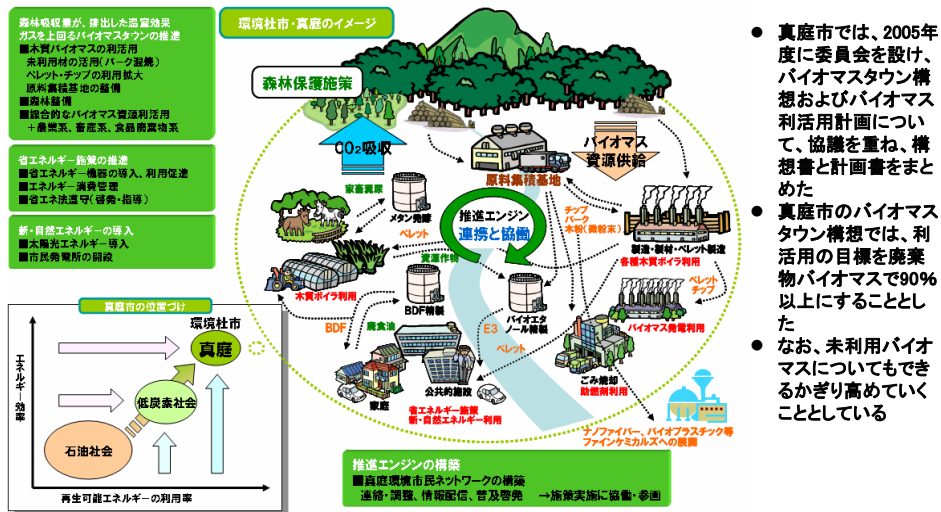 森林吸収量が、排出した温室効果
ガスを上回るバイオマスタウンの推進
■木質バイオマスの利活用
未利用材の活用(バーク混焼)
ペレット・チップの利用拡大
原料集積基地の整備
■森林整備
■総合的なバイオマス資源利活用
+農業系、畜産系、食品廃棄物系
省エネルギー施策の推進
■省エネルギー機器の導入、利用促進
■エネルギー消費管理
■省エネ法遵守(啓発・指導)
新・自然エネルギーの導入
■太陽光エネルギー導入
■市民発電所の開設
環境杜市・真庭のイメージ
森林保護施策
CO2吸収
バイオマス
資源供給
原料集積基地
家畜糞尿
メタン発酵
推進エンジン
連携と協働
チップ
バーク
木粉(微粉末)
製造・製材・ペレット製造
各種木質ボイラ利用
ペレット
資源作物
木質ボイラ利用
BDF精製
バイオエタ
ノール精製
ペレット
チップ
バイオマス発電利用
BDF
廃食油
E3
ペレット
家庭
公共的施設
省エネルギー施策
新・自然エネルギー利用
ごみ焼却
助燃剤利用
ナノファイバー、バイオプラスチック等
ファインケミカルズへの展開
推進エンジンの構築
■真庭環境市民ネットワークの構築
連絡・調整、情報配信、普及啓発 →施策実施に協働・参画
真庭市の位置づけ
環境杜市
真庭
低炭素社会
石油社会
エネルギー効率
再生可能エネルギーの利用率
● 真庭市では、2005年
度に委員会を設け、
バイオマスタウン構
想およびバイオマス
利活用計画につい
て、協議を重ね、構
想書と計画書をまと
めた
● 真庭市のバイオマス
タウン構想では、利
活用の目標を廃棄
物バイオマスで90%
以上にすることとし
た
● なお、未利用バイオ
マスについてもでき
るかぎり高めていく
こととしている